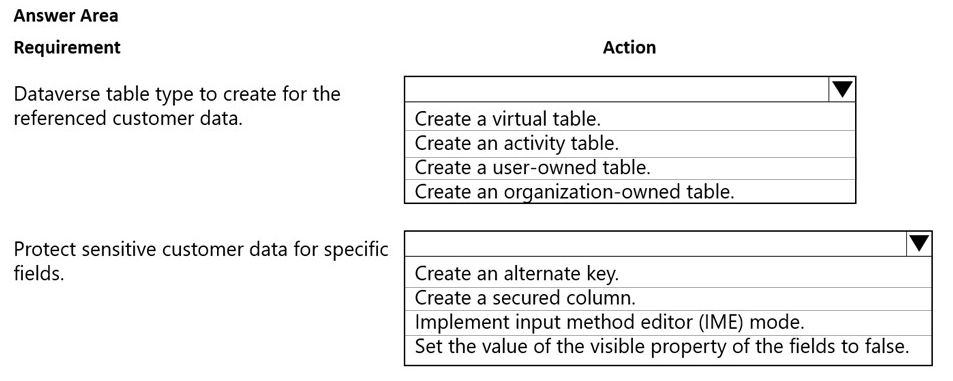 Answer Area
Requirement Action
Dataverse table type to create for the
referenced customer data.
Create a virtual table.
Create an activity table.
Create a user-owned table.
Create an organization-owned table.
Protect sensitive customer data for specific
fields.
Create an alternate key.
Create a secured column.
Implement input method editor (IME) mode.
Set the value of the visible property of the fields to false.